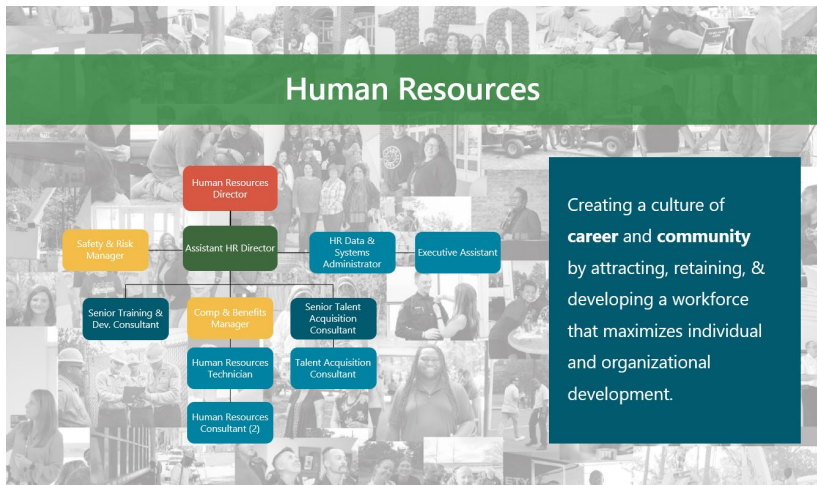 Human Resources
Human Resources
Director
Safety & Risk
Manager
Assistant HR Director
HR Data &
Systems
Administrator
Executive Assistant
Senior Training &
Dev. Consultant
Comp & Benefits
Manager
Senior Talent
Acquisition
Consultant
Human Resources
Technician
Talent Acquisition
Consultant
Human Resources
Consultant (2)
Creating a culture of
career and community
by attracting, retaining, &
developing a workforce
that maximizes individual
and organizational
development.